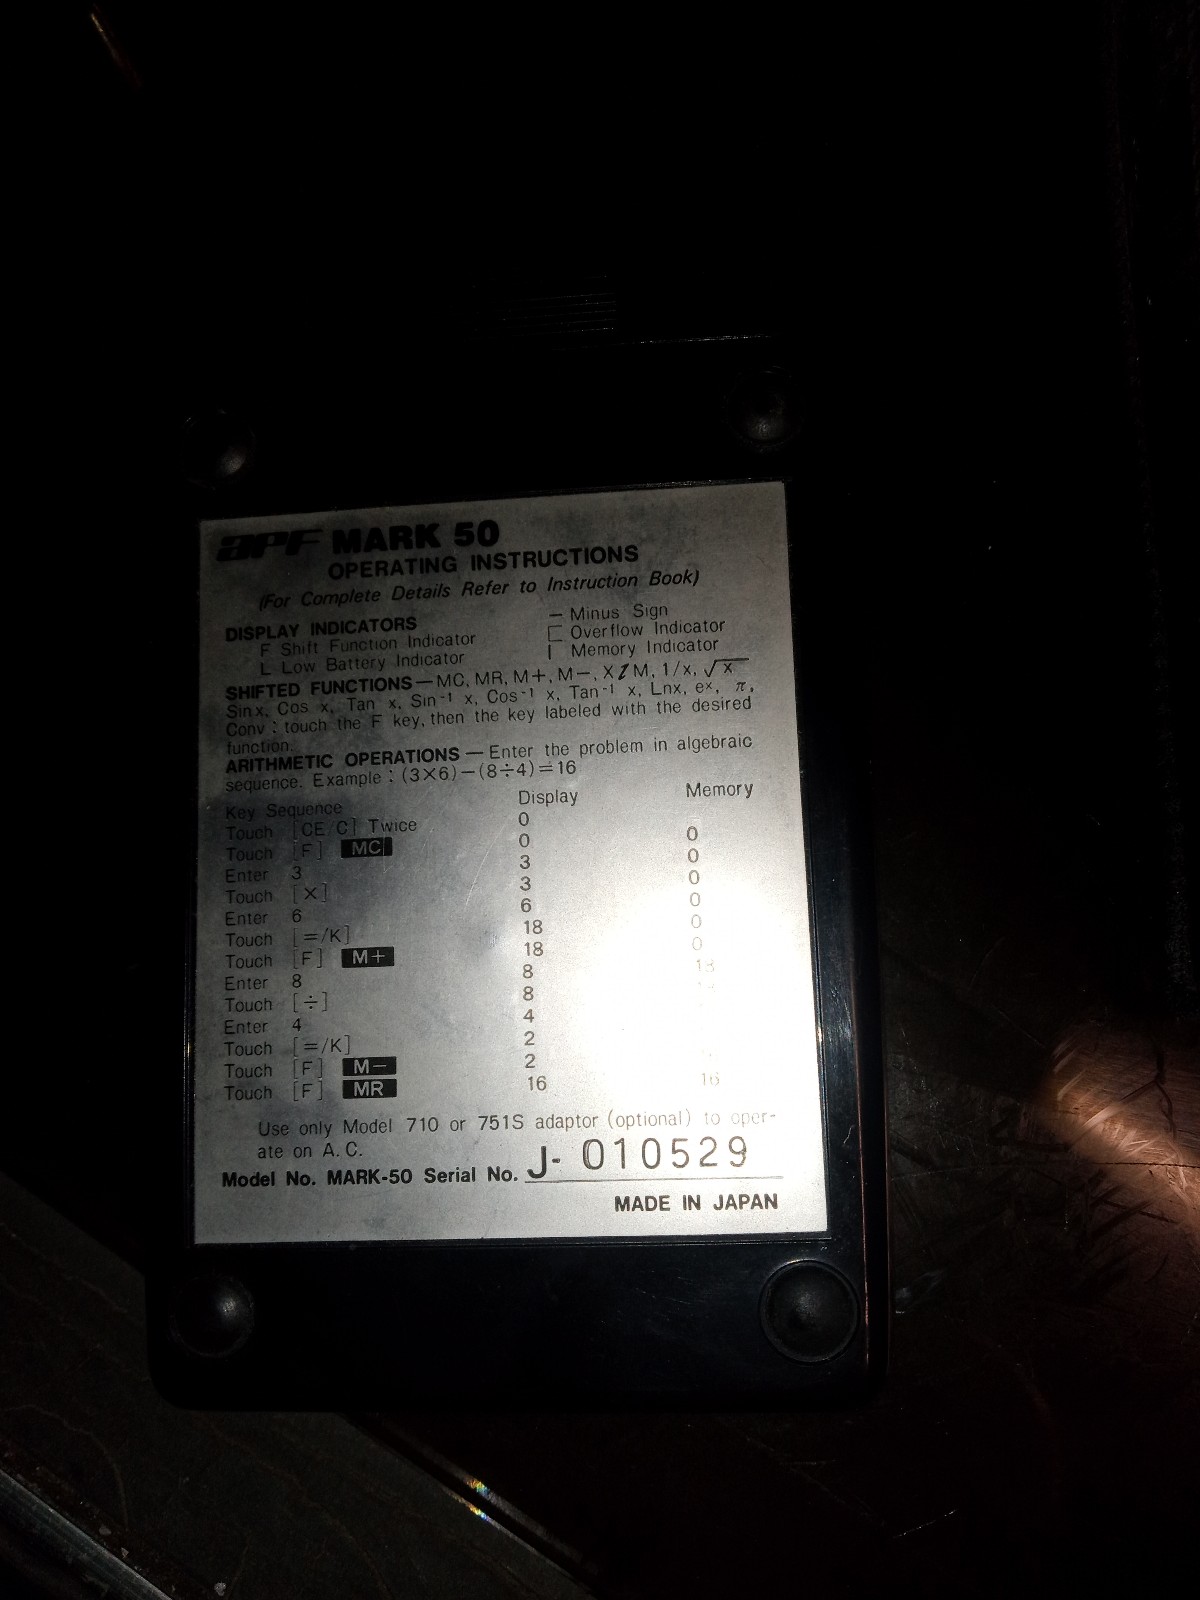 APF MARK 50
OPERATING INSTRUCTIONS
(For Complete Details Refer to Instruction Book)
DISPLAY INDICATORS
F Shift Function Indicator
L Low Battery Indicator
— Minus Sign
⊏ Overflow Indicator
| Memory Indicator
SHIFTED FUNCTIONS — MC, MR, M+, M−, X↕M, 1/x, √x
Sin x, Cos x, Tan x, Sin⁻¹ x, Cos⁻¹ x, Tan⁻¹ x, Lnx, eˣ, π,
Conv : touch the F key, then the key labeled with the desired
function.
ARITHMETIC OPERATIONS — Enter the problem in algebraic
sequence. Example : (3×6)−(8÷4)=16
Key Sequence Display Memory
Touch [CE/C] Twice 0
Touch [F] MC 0 0
Enter 3 3 0
Touch [×] 3 0
Enter 6 6 0
Touch [=/K] 18 0
Touch [F] M+ 18 18
Enter 8 8
Touch [÷] 8
Enter 4 4
Touch [=/K] 2
Touch [F] M− 2
Touch [F] MR 16 16
Use only Model 710 or 751S adaptor (optional) to oper-
ate on A.C.
Model No. MARK-50 Serial No. J- 010529
MADE IN JAPAN